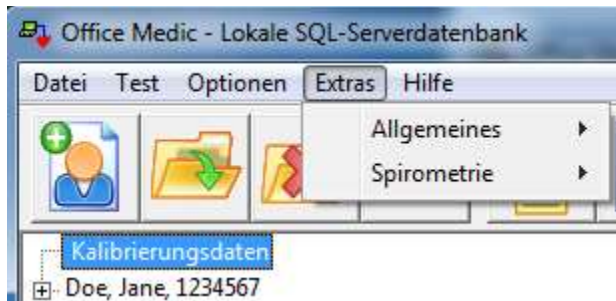 Office Medic - Lokale SQL-Serverdatenbank
Datei Test Optionen Extras Hilfe
Allgemeines
Spirometrie
Kalibrierungsdaten
Doe, Jane, 1234567